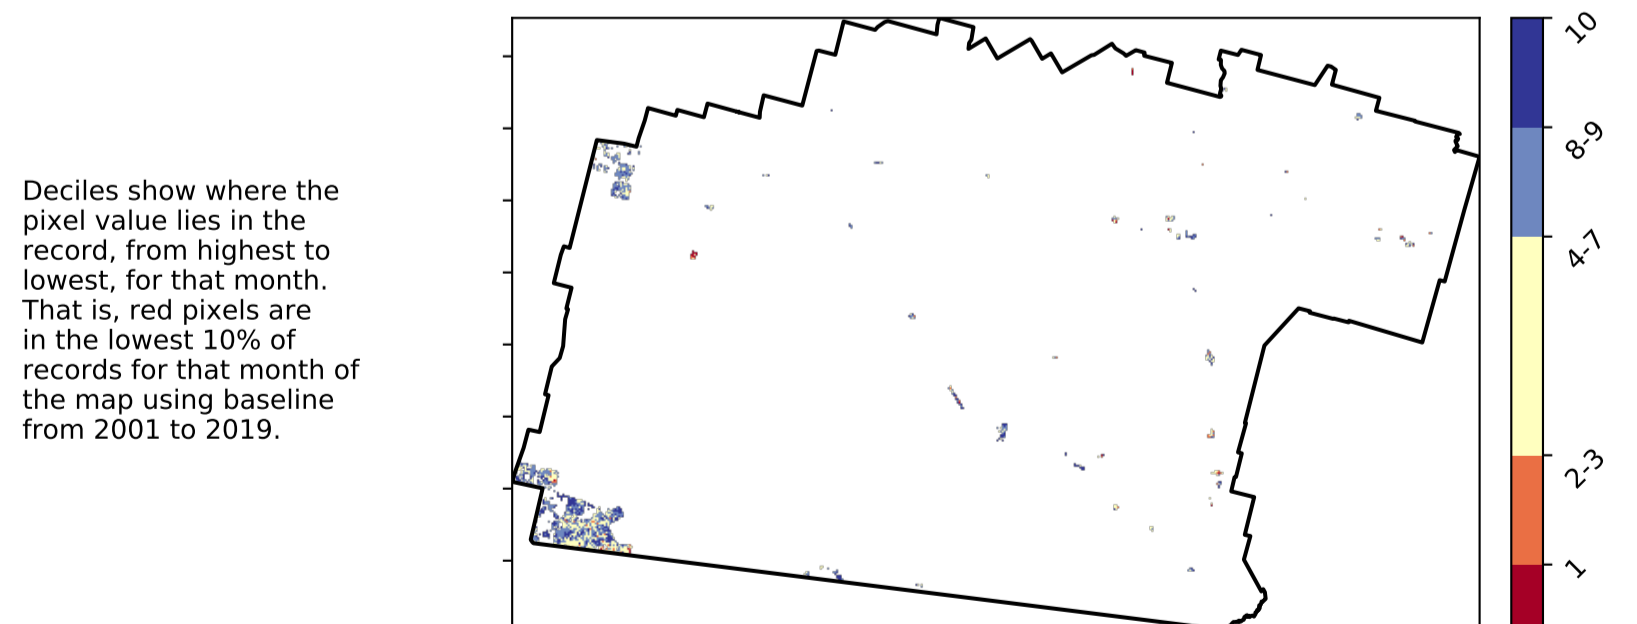 Deciles show where the
pixel value lies in the
record, from highest to
lowest, for that month.
That is, red pixels are
in the lowest 10% of
records for that month of
the map using baseline
from 2001 to 2019.
10
8-9
4-7
2-3
1